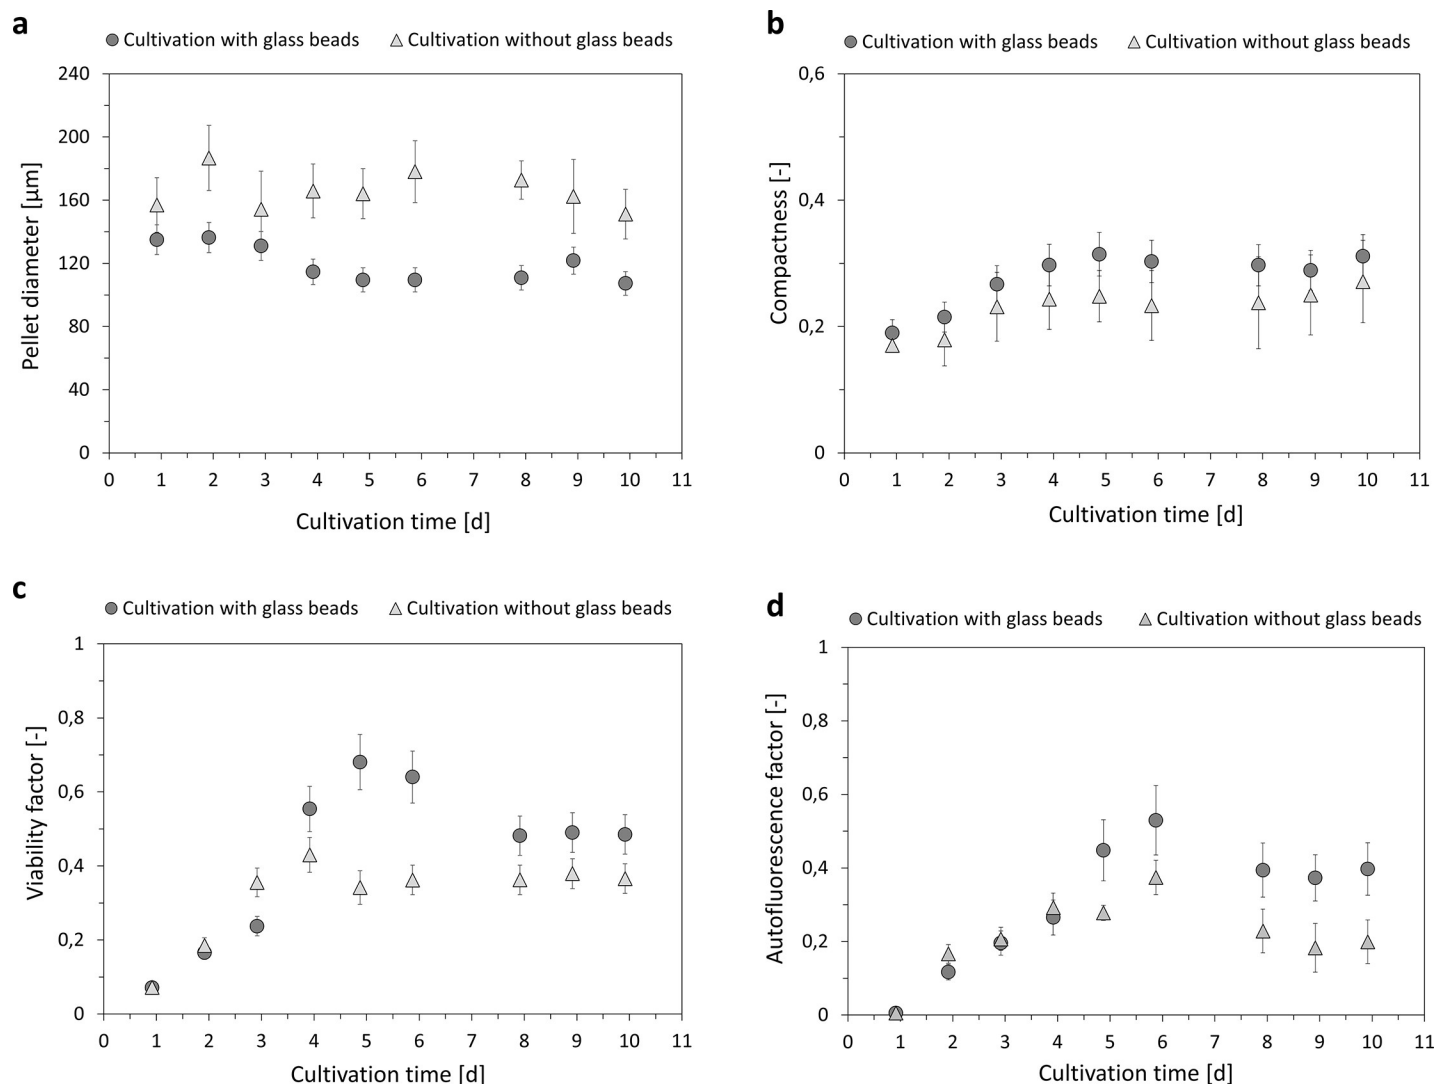 a
Cultivation with glass beads Cultivation without glass beads
240
200
160
120
80
40
0
Pellet diameter [µm]
0 1 2 3 4 5 6 7 8 9 10 11
Cultivation time [d]
b
Cultivation with glass beads Cultivation without glass beads
0,6
0,4
0,2
0
Compactness [-]
0 1 2 3 4 5 6 7 8 9 10 11
Cultivation time [d]
c
Cultivation with glass beads Cultivation without glass beads
1
0,8
0,6
0,4
0,2
0
Viability factor [-]
0 1 2 3 4 5 6 7 8 9 10 11
Cultivation time [d]
d
Cultivation with glass beads Cultivation without glass beads
1
0,8
0,6
0,4
0,2
0
Autofluorescence factor [-]
0 1 2 3 4 5 6 7 8 9 10 11
Cultivation time [d]